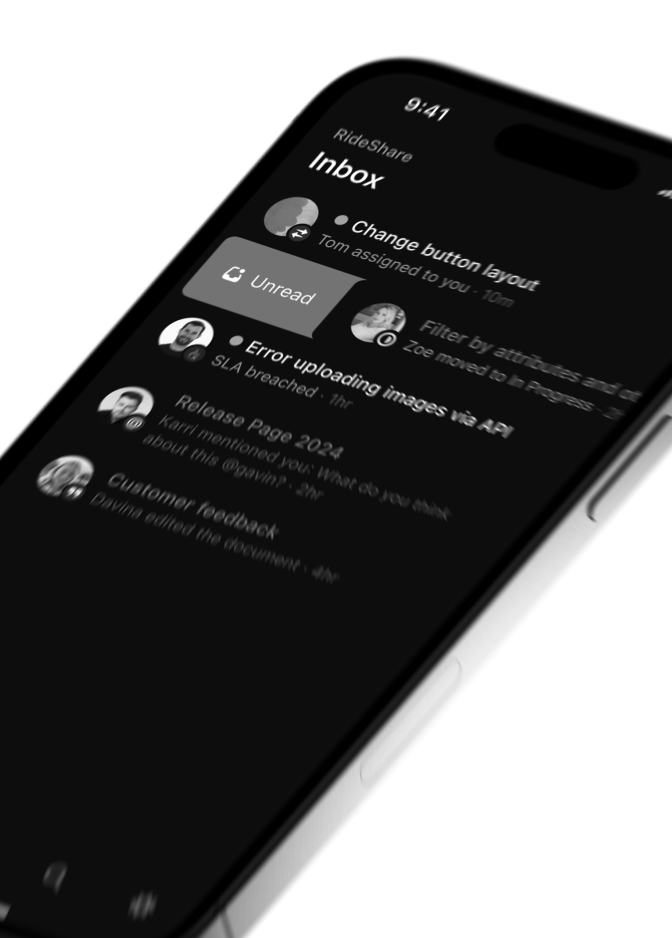 9:41
RideShare
Inbox
Change button layout
Tom assigned to you · 10m
Unread
Filter by attributes and
Zoe moved to In Progress · 2
Error uploading images via API
SLA breached · 1hr
Release Page 2024
Karri mentioned you: What do you think
about this @gavin? · 2hr
Customer feedback
Davina edited the document · 4hr